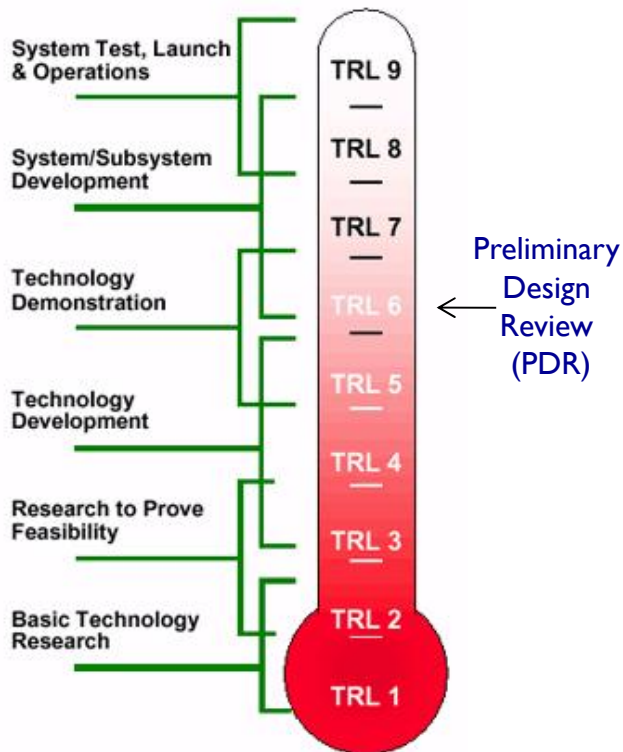 System Test, Launch
& Operations
System/Subsystem
Development
Technology
Demonstration
Technology
Development
Research to Prove
Feasibility
Basic Technology
Research
TRL 9
TRL 8
TRL 7
TRL 6
TRL 5
TRL 4
TRL 3
TRL 2
TRL 1
Preliminary
Design
Review
(PDR)